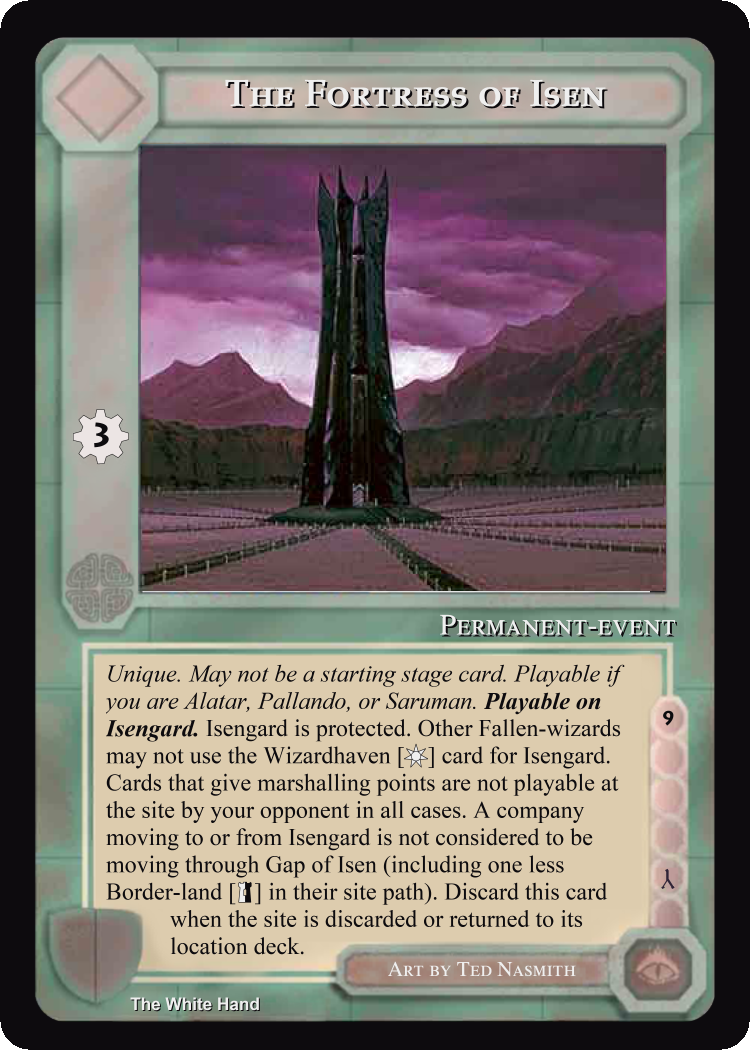 The Fortress of Isen
3
Permanent-event
Unique. May not be a starting stage card. Playable if
you are Alatar, Pallando, or Saruman. Playable on
Isengard. Isengard is protected. Other Fallen-wizards
may not use the Wizardhaven [] card for Isengard.
Cards that give marshalling points are not playable at
the site by your opponent in all cases. A company
moving to or from Isengard is not considered to be
moving through Gap of Isen (including one less
Border-land [] in their site path). Discard this card
when the site is discarded or returned to its
location deck.
9
Art by Ted Nasmith
The White Hand